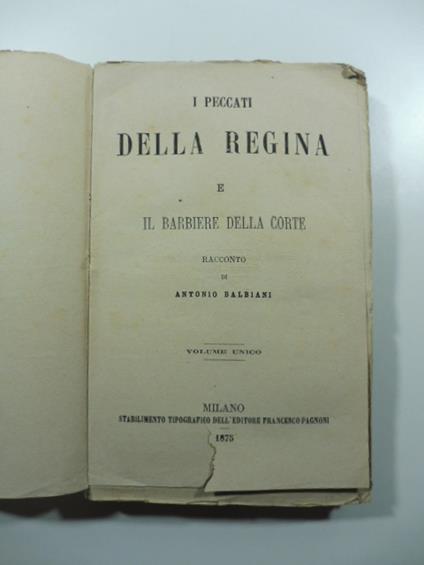 I PECCATI
DELLA REGINA
E
IL BARBIERE DELLA CORTE
RACCONTO
DI
ANTONIO BALBIANI
VOLUME UNICO
MILANO
STABILIMENTO TIPOGRAFICO DELL'EDITORE FRANCESCO PAGNONI
1875